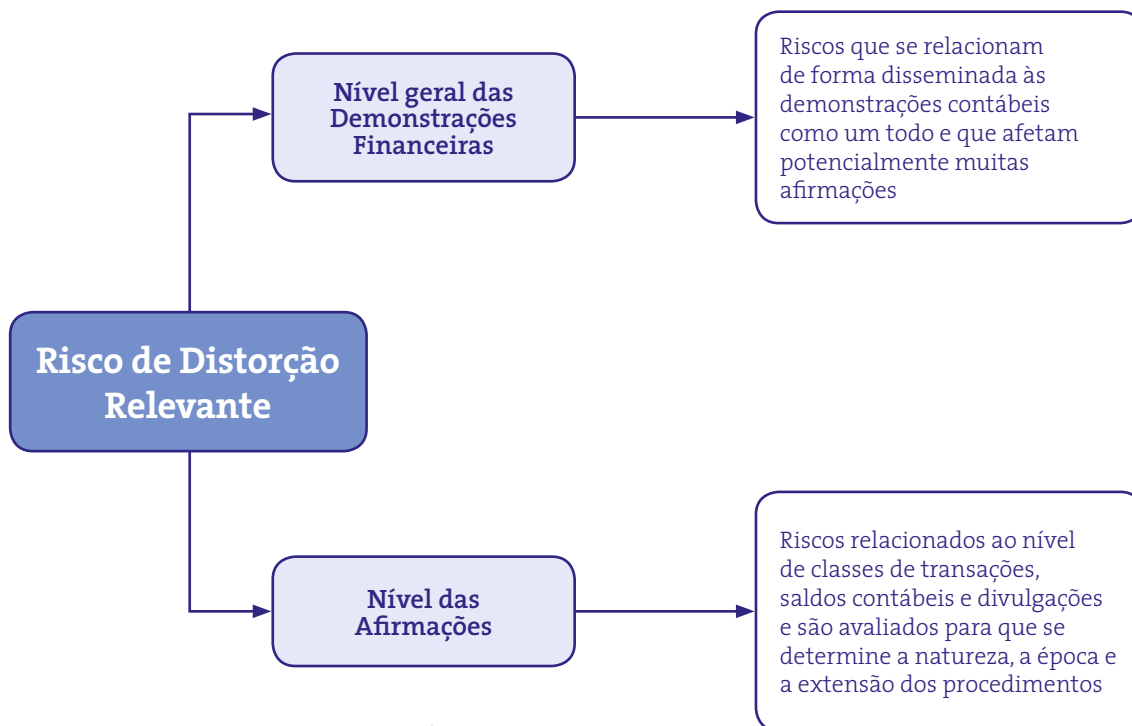 Nível geral das
Demonstrações
Financeiras
Riscos que se relacionam
de forma disseminada às
demonstrações contábeis
como um todo e que afetam
potencialmente muitas
afirmações
Risco de Distorção
Relevante
Nível das
Afirmações
Riscos relacionados ao nível
de classes de transações,
saldos contábeis e divulgações
e são avaliados para que se
determine a natureza, a época e
a extensão dos procedimentos